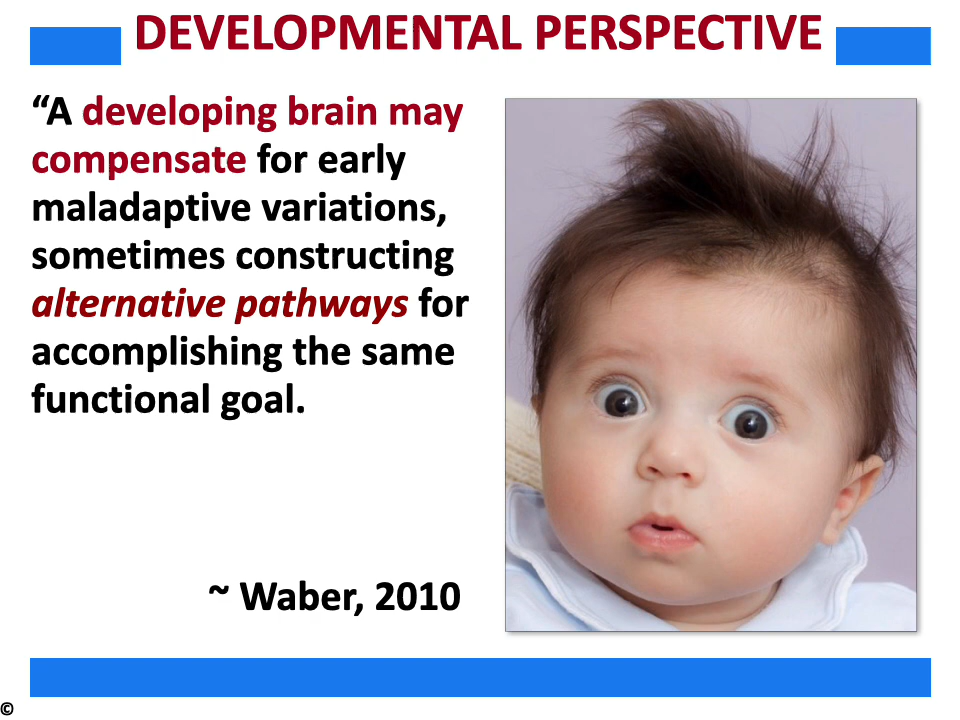 DEVELOPMENTAL PERSPECTIVE
“A developing brain may
compensate for early
maladaptive variations,
sometimes constructing
alternative pathways for
accomplishing the same
functional goal.
~ Waber, 2010
©